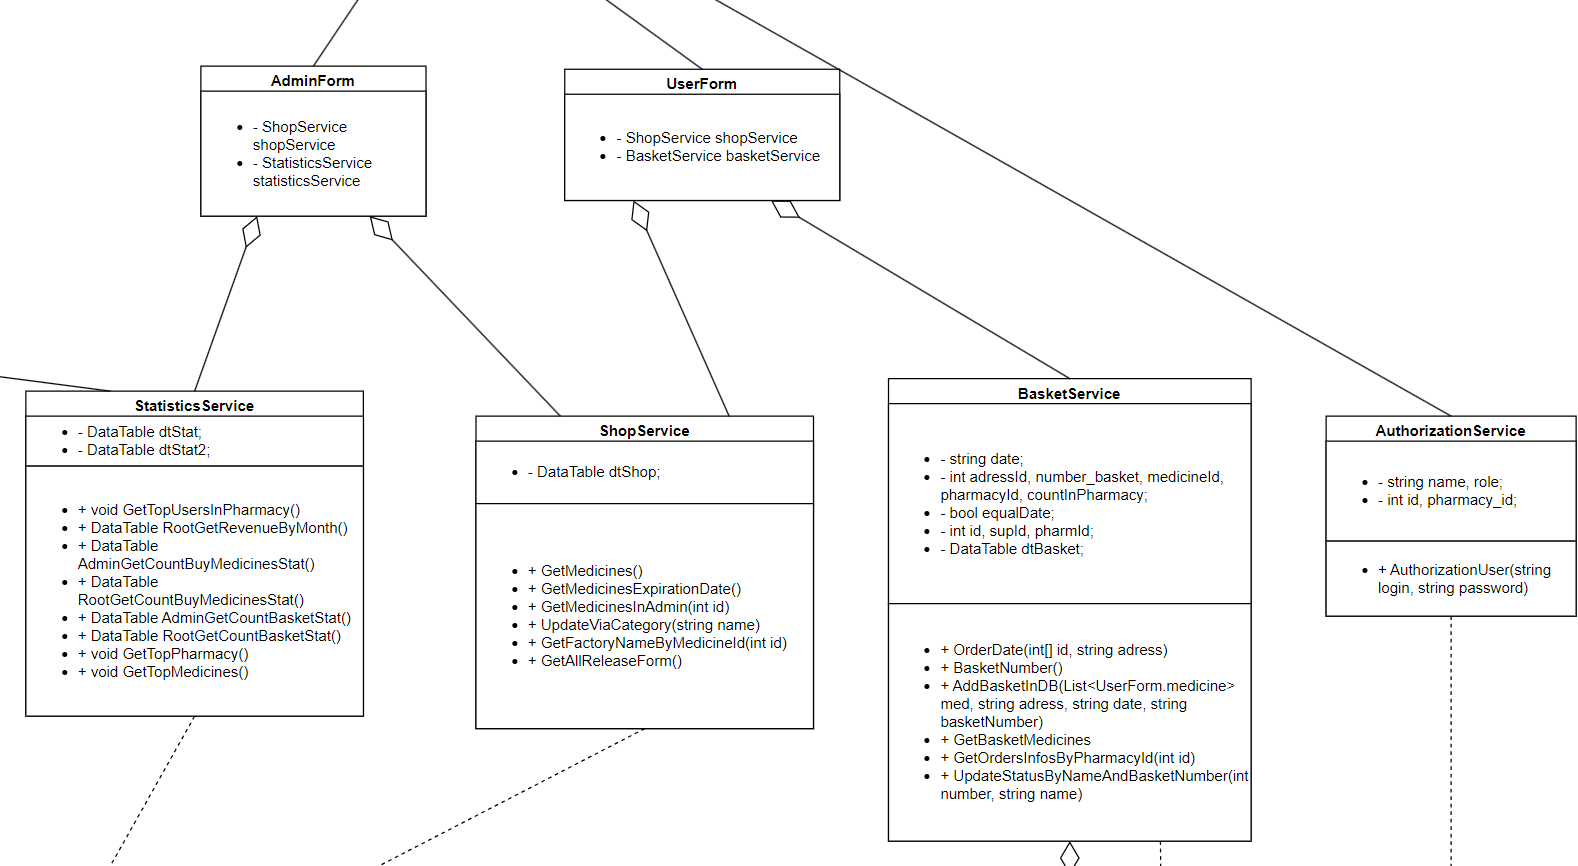 AdminForm
- ShopService
shopService
- StatisticsService
statisticsService
UserForm
- ShopService shopService
- BasketService basketService
StatisticsService
- DataTable dtStat;
- DataTable dtStat2;
+ void GetTopUsersInPharmacy()
+ DataTable RootGetRevenueByMonth()
+ DataTable
AdminGetCountBuyMedicinesStat()
+ DataTable
RootGetCountBuyMedicinesStat()
+ DataTable AdminGetCountBasketStat()
+ DataTable RootGetCountBasketStat()
+ void GetTopPharmacy()
+ void GetTopMedicines()
ShopService
- DataTable dtShop;
+ GetMedicines()
+ GetMedicinesExpirationDate()
+ GetMedicinesInAdmin(int id)
+ UpdateViaCategory(string name)
+ GetFactoryNameByMedicineId(int id)
+ GetAllReleaseForm()
BasketService
- string date;
- int adressId, number_basket, medicineId,
pharmacyId, countInPharmacy;
- bool equalDate;
- int id, supId, pharmId;
- DataTable dtBasket;
+ OrderDate(int[] id, string adress)
+ BasketNumber()
+ AddBasketInDB(List<UserForm.medicine>
med, string adress, string date, string
basketNumber)
+ GetBasketMedicines
+ GetOrdersInfosByPharmacyId(int id)
+ UpdateStatusByNameAndBasketNumber(int
number, string name)
AuthorizationService
- string name, role;
- int id, pharmacy_id;
+ AuthorizationUser(string
login, string password)